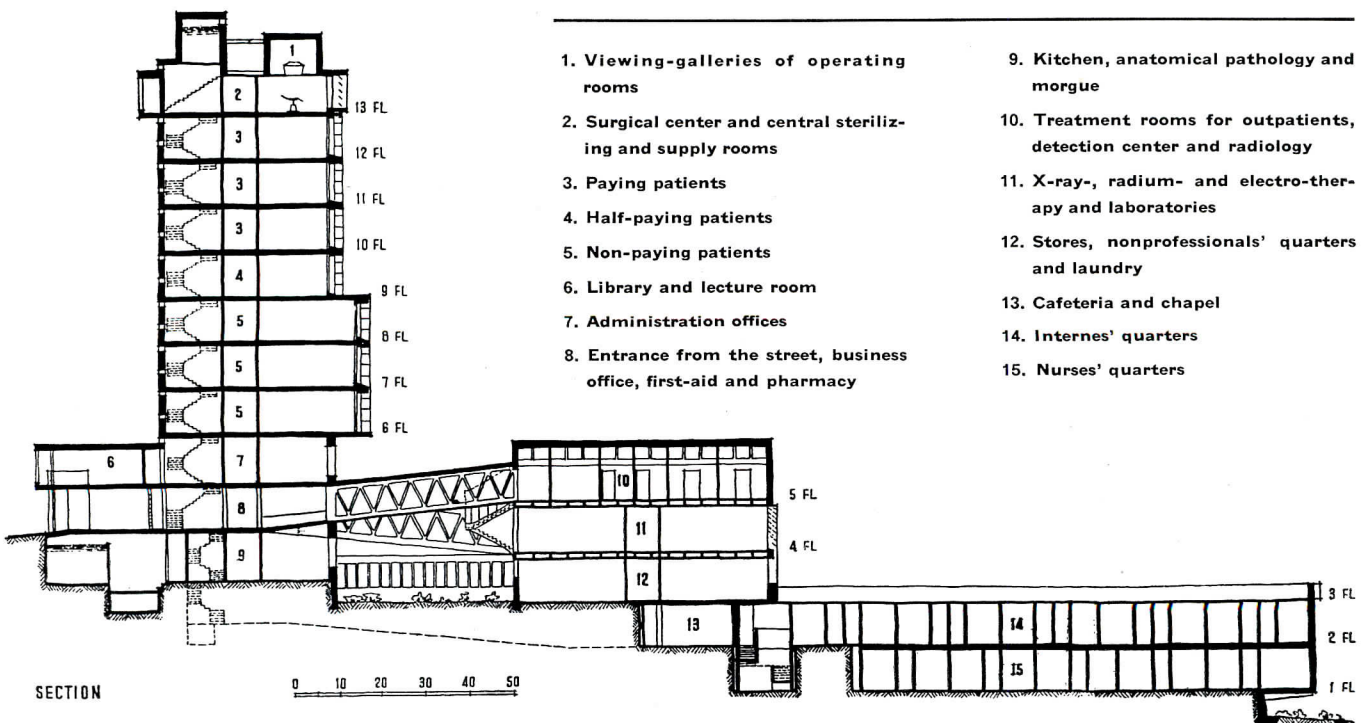 1. Viewing-galleries of operating
rooms
2. Surgical center and central steriliz-
ing and supply rooms
3. Paying patients
4. Half-paying patients
5. Non-paying patients
6. Library and lecture room
7. Administration offices
8. Entrance from the street, business
office, first-aid and pharmacy
9. Kitchen, anatomical pathology and
morgue
10. Treatment rooms for outpatients,
detection center and radiology
11. X-ray-, radium- and electro-ther-
apy and laboratories
12. Stores, nonprofessionals' quarters
and laundry
13. Cafeteria and chapel
14. Internes' quarters
15. Nurses' quarters
1
2
13 FL
3
12 FL
3
11 FL
3
10 FL
4
9 FL
5
8 FL
5
7 FL
5
6 FL
6
7
8
9
10
5 FL
11
4 FL
12
3 FL
13
14
2 FL
15
1 FL
SECTION
0 10 20 30 40 50